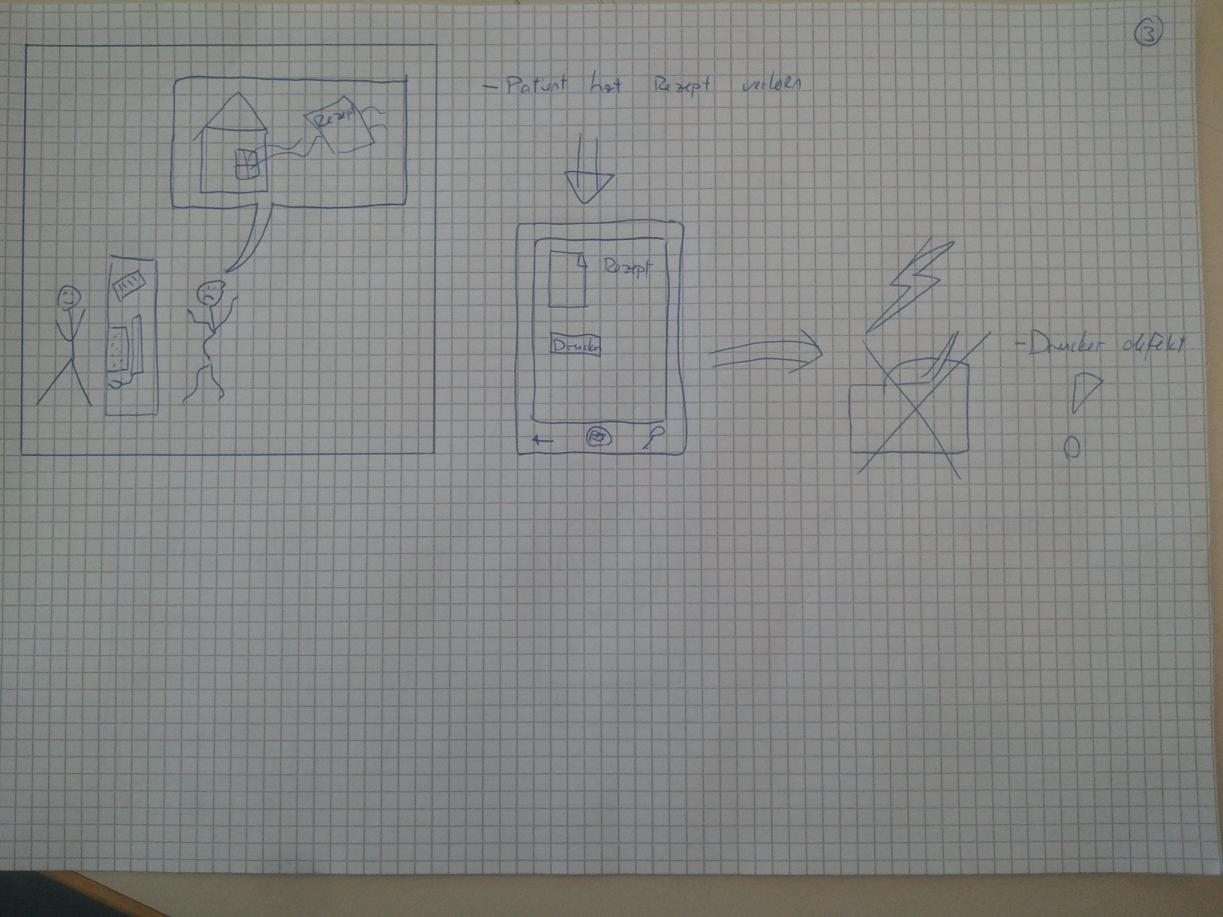 ③
- Patient hat Rezept verloren
Rezept
Rezept
Drucken
- Drucker defekt
!